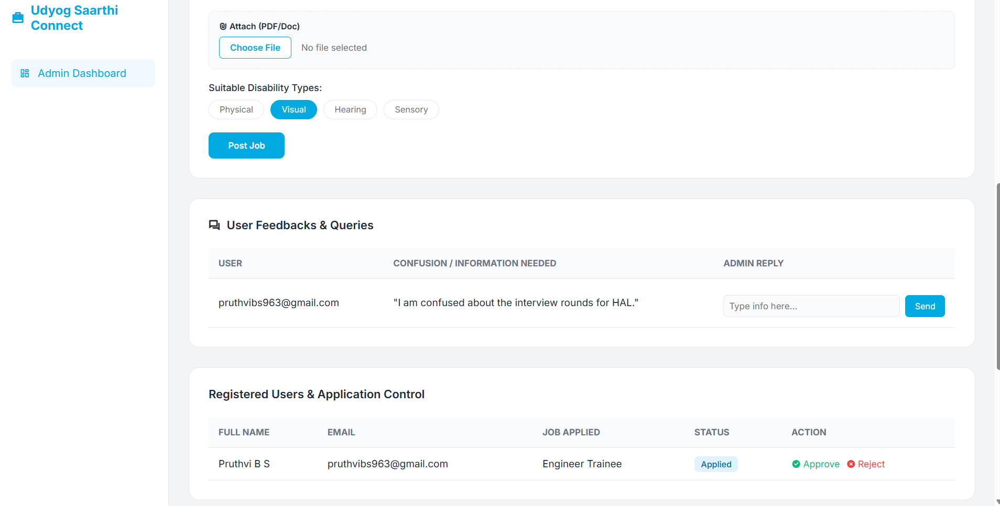 Udyog Saarthi
Connect
Admin Dashboard
Attach (PDF/Doc)
Choose File No file selected
Suitable Disability Types:
Physical Visual Hearing Sensory
Post Job
User Feedbacks & Queries
USER CONFUSION / INFORMATION NEEDED ADMIN REPLY
pruthvibs963@gmail.com "I am confused about the interview rounds for HAL." Type info here... Send
Registered Users & Application Control
FULL NAME EMAIL JOB APPLIED STATUS ACTION
Pruthvi B S pruthvibs963@gmail.com Engineer Trainee Applied Approve Reject